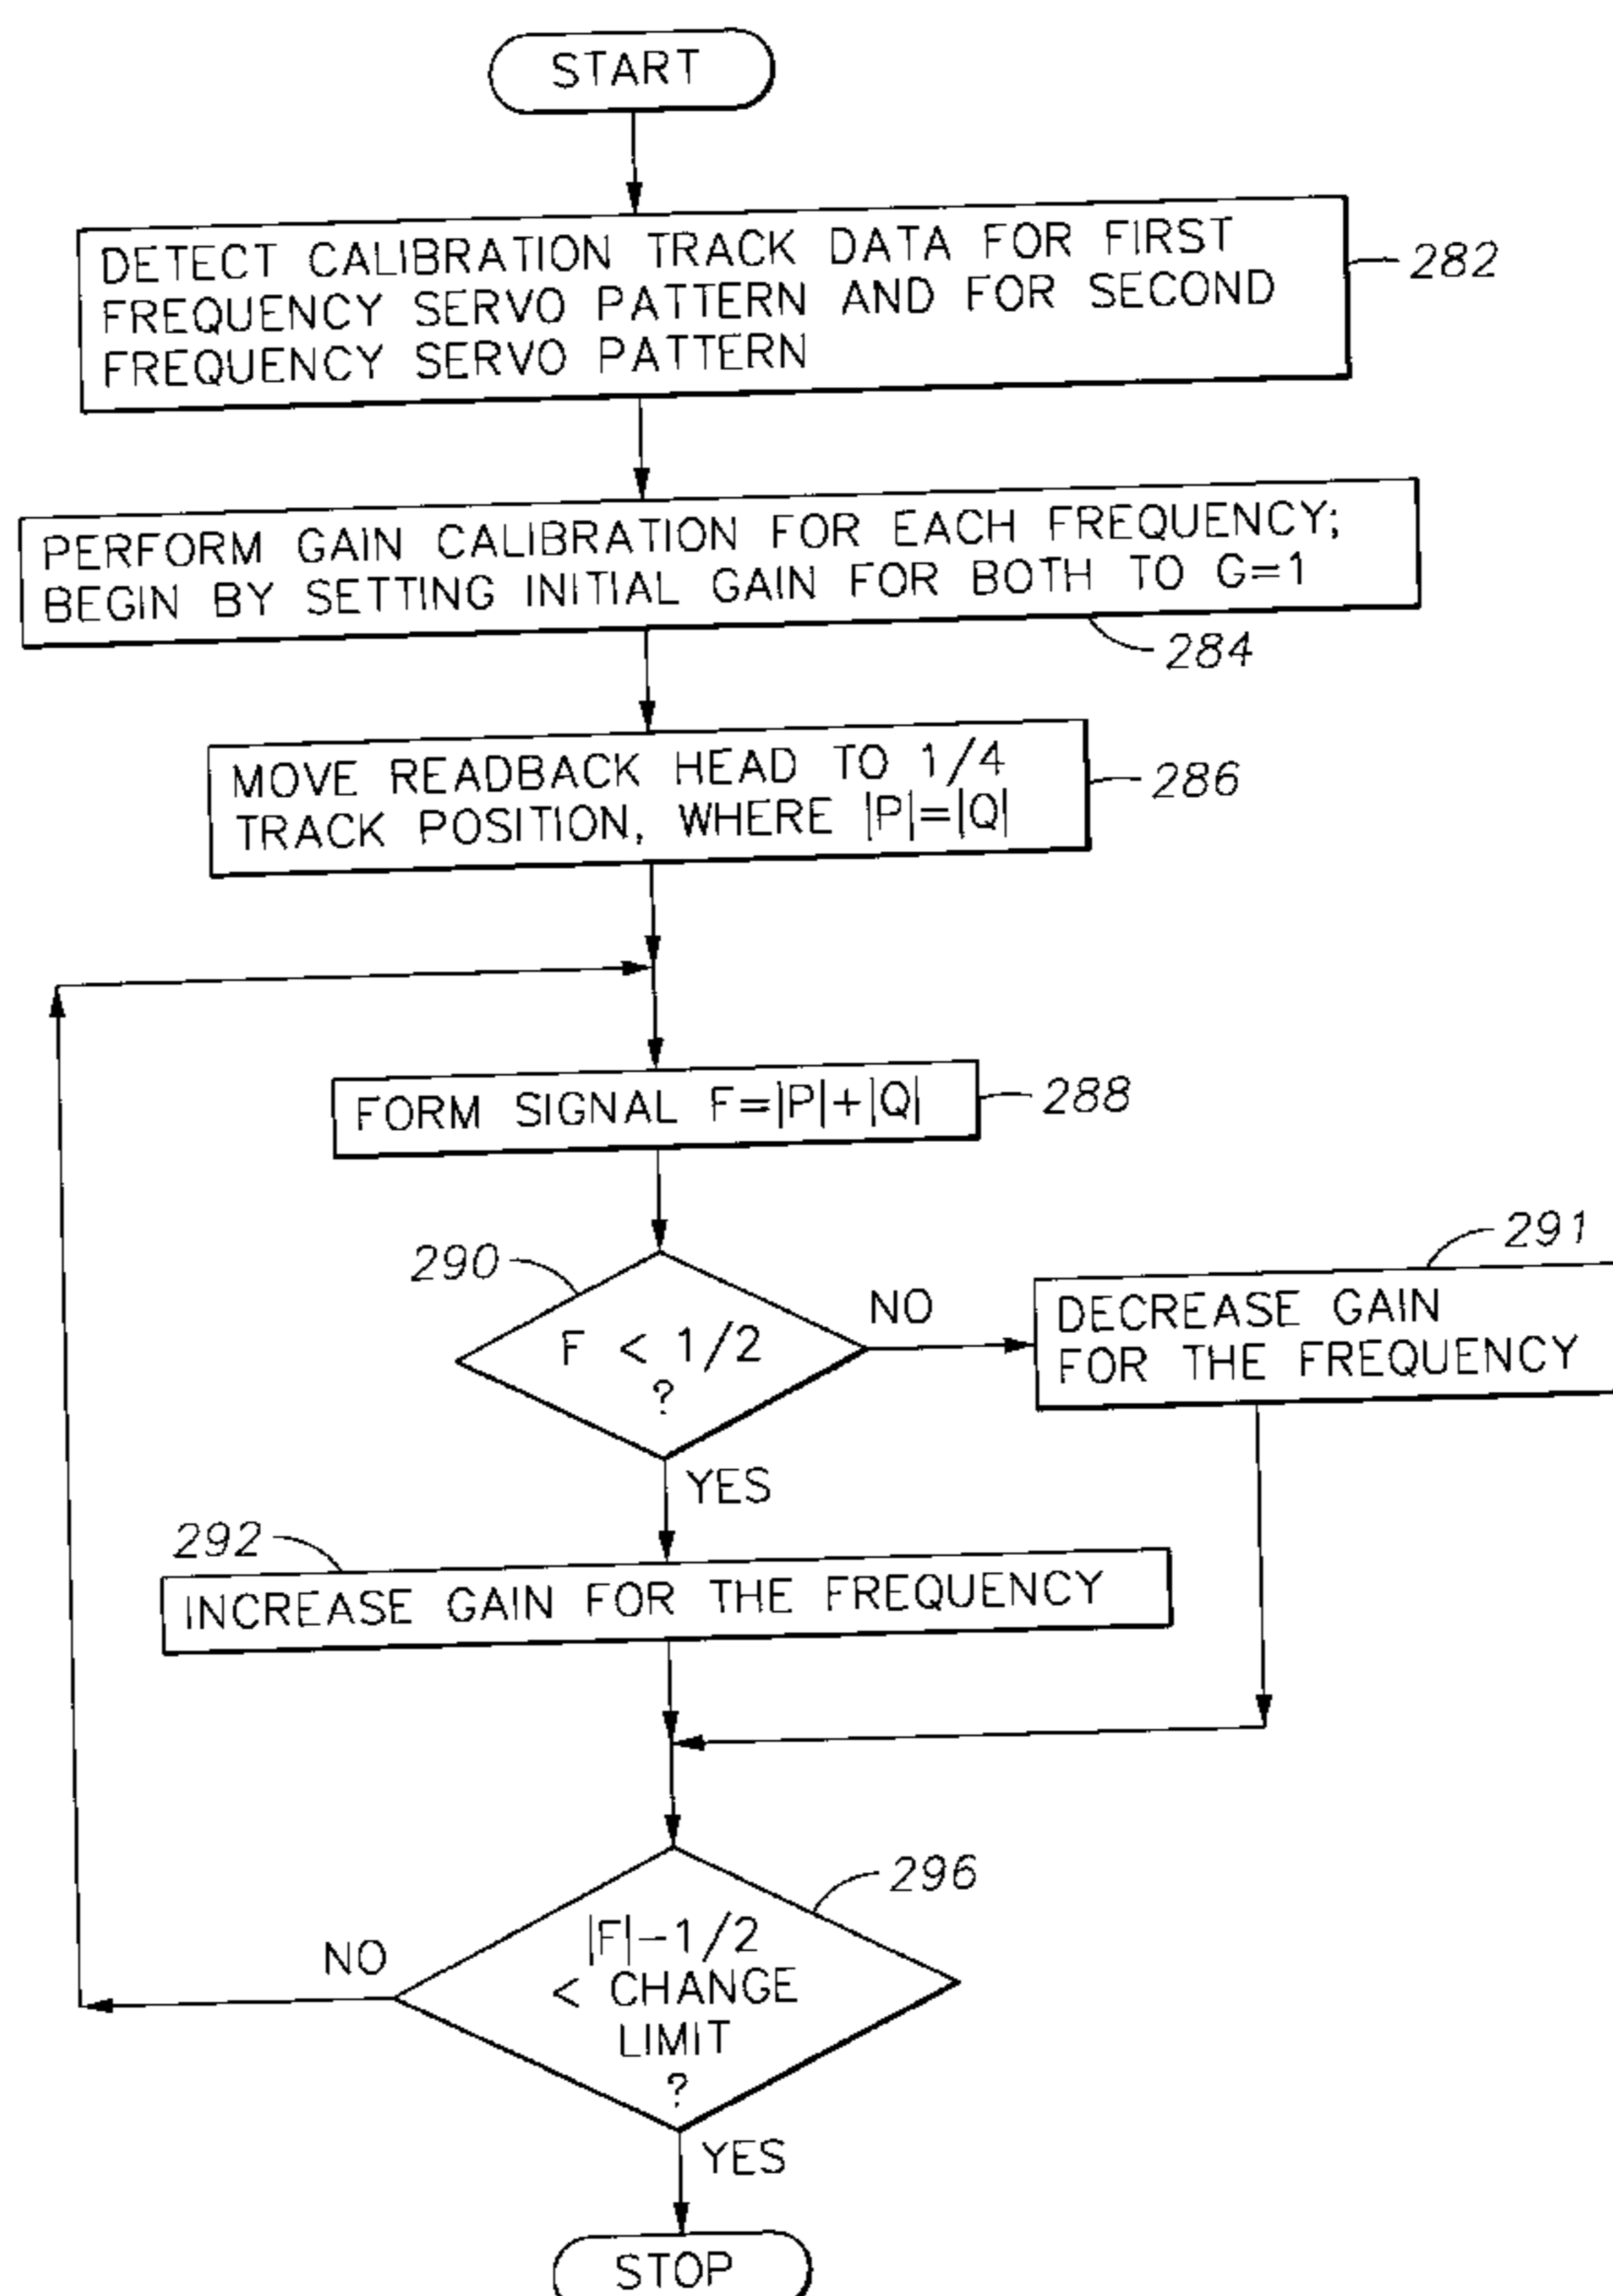 START
DETECT CALIBRATION TRACK DATA FOR FIRST
FREQUENCY SERVO PATTERN AND FOR SECOND
FREQUENCY SERVO PATTERN
282
PERFORM GAIN CALIBRATION FOR EACH FREQUENCY;
BEGIN BY SETTING INITIAL GAIN FOR BOTH TO G=1
284
MOVE READBACK HEAD TO 1/4
TRACK POSITION, WHERE |P|=|Q|
286
FORM SIGNAL F=|P|+|Q|
288
290
F < 1/2
?
NO
291
DECREASE GAIN
FOR THE FREQUENCY
YES
292
INCREASE GAIN FOR THE FREQUENCY
296
|F|-1/2
< CHANGE
LIMIT
?
NO
YES
STOP